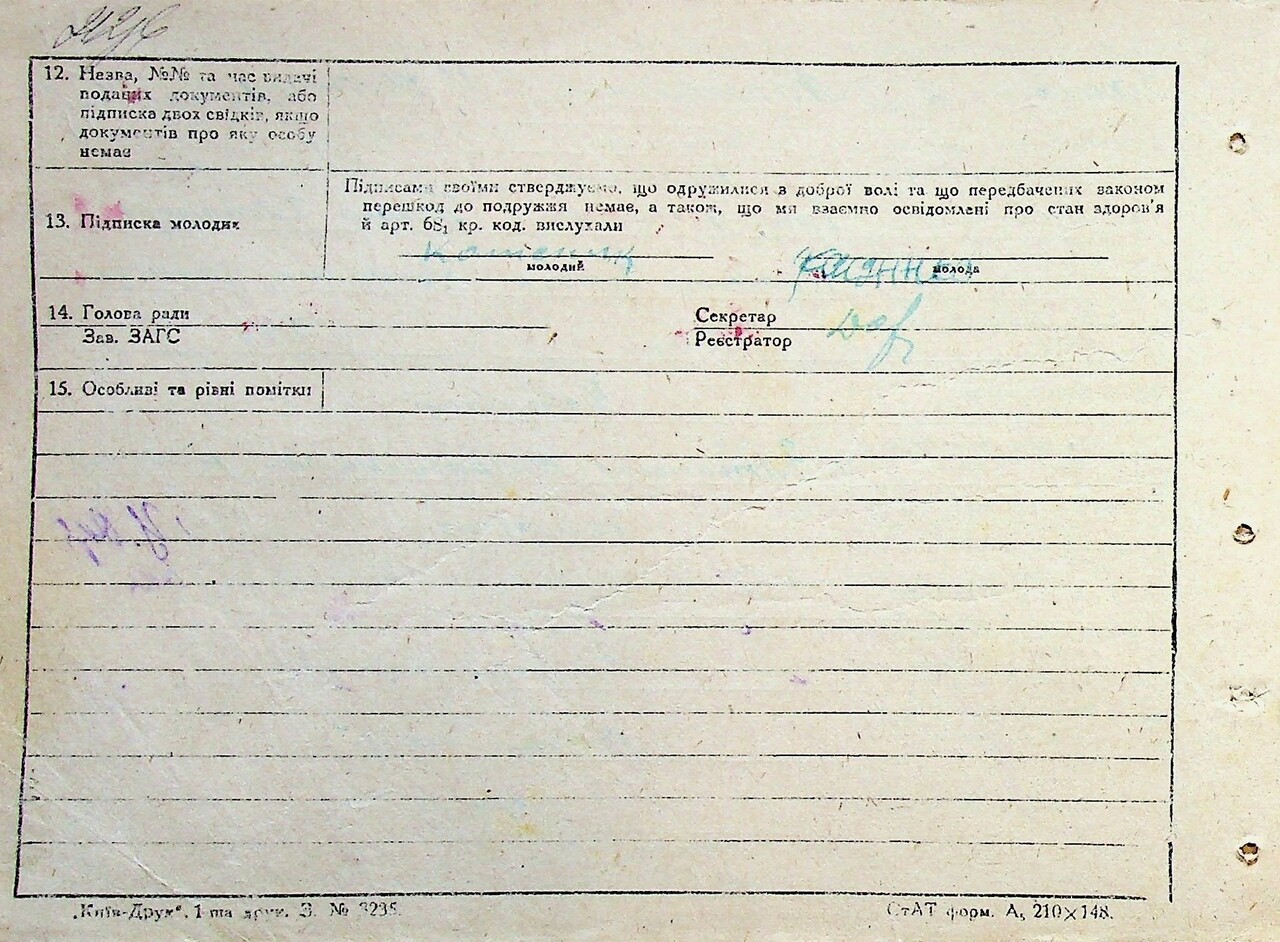 12. Назва, №№ та час видачі
поданих документів, або
підписка двох свідків, якщо
документів про яку особу
немає
Підписами своїми стверджуємо, що одружилися з доброї волі та що передбачених законом
перешкод до подружжя немає, а також, що ми взаємно освідомлені про стан здоров'я
й арт. 68₁ кр. код. вислухали
13. Підписка молодих
молодий
молода
14. Голова ради
Секретар
Зав. ЗАГС
Реєстратор
15. Особливі та різні помітки
„Київ-Друк“. 1-ша друк. З. № 3235.
СтАТ форм. А₅ 210×148.